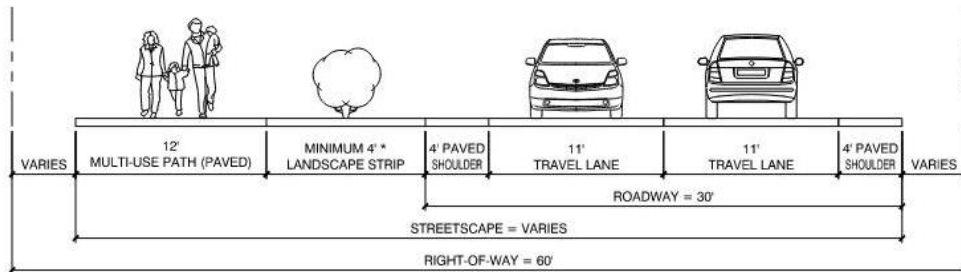 VARIES
12'
MULTI-USE PATH (PAVED)
MINIMUM 4' *
LANDSCAPE STRIP
4' PAVED
SHOULDER
11'
TRAVEL LANE
11'
TRAVEL LANE
4' PAVED
SHOULDER
VARIES
ROADWAY = 30'
STREETSCAPE = VARIES
RIGHT-OF-WAY = 60'